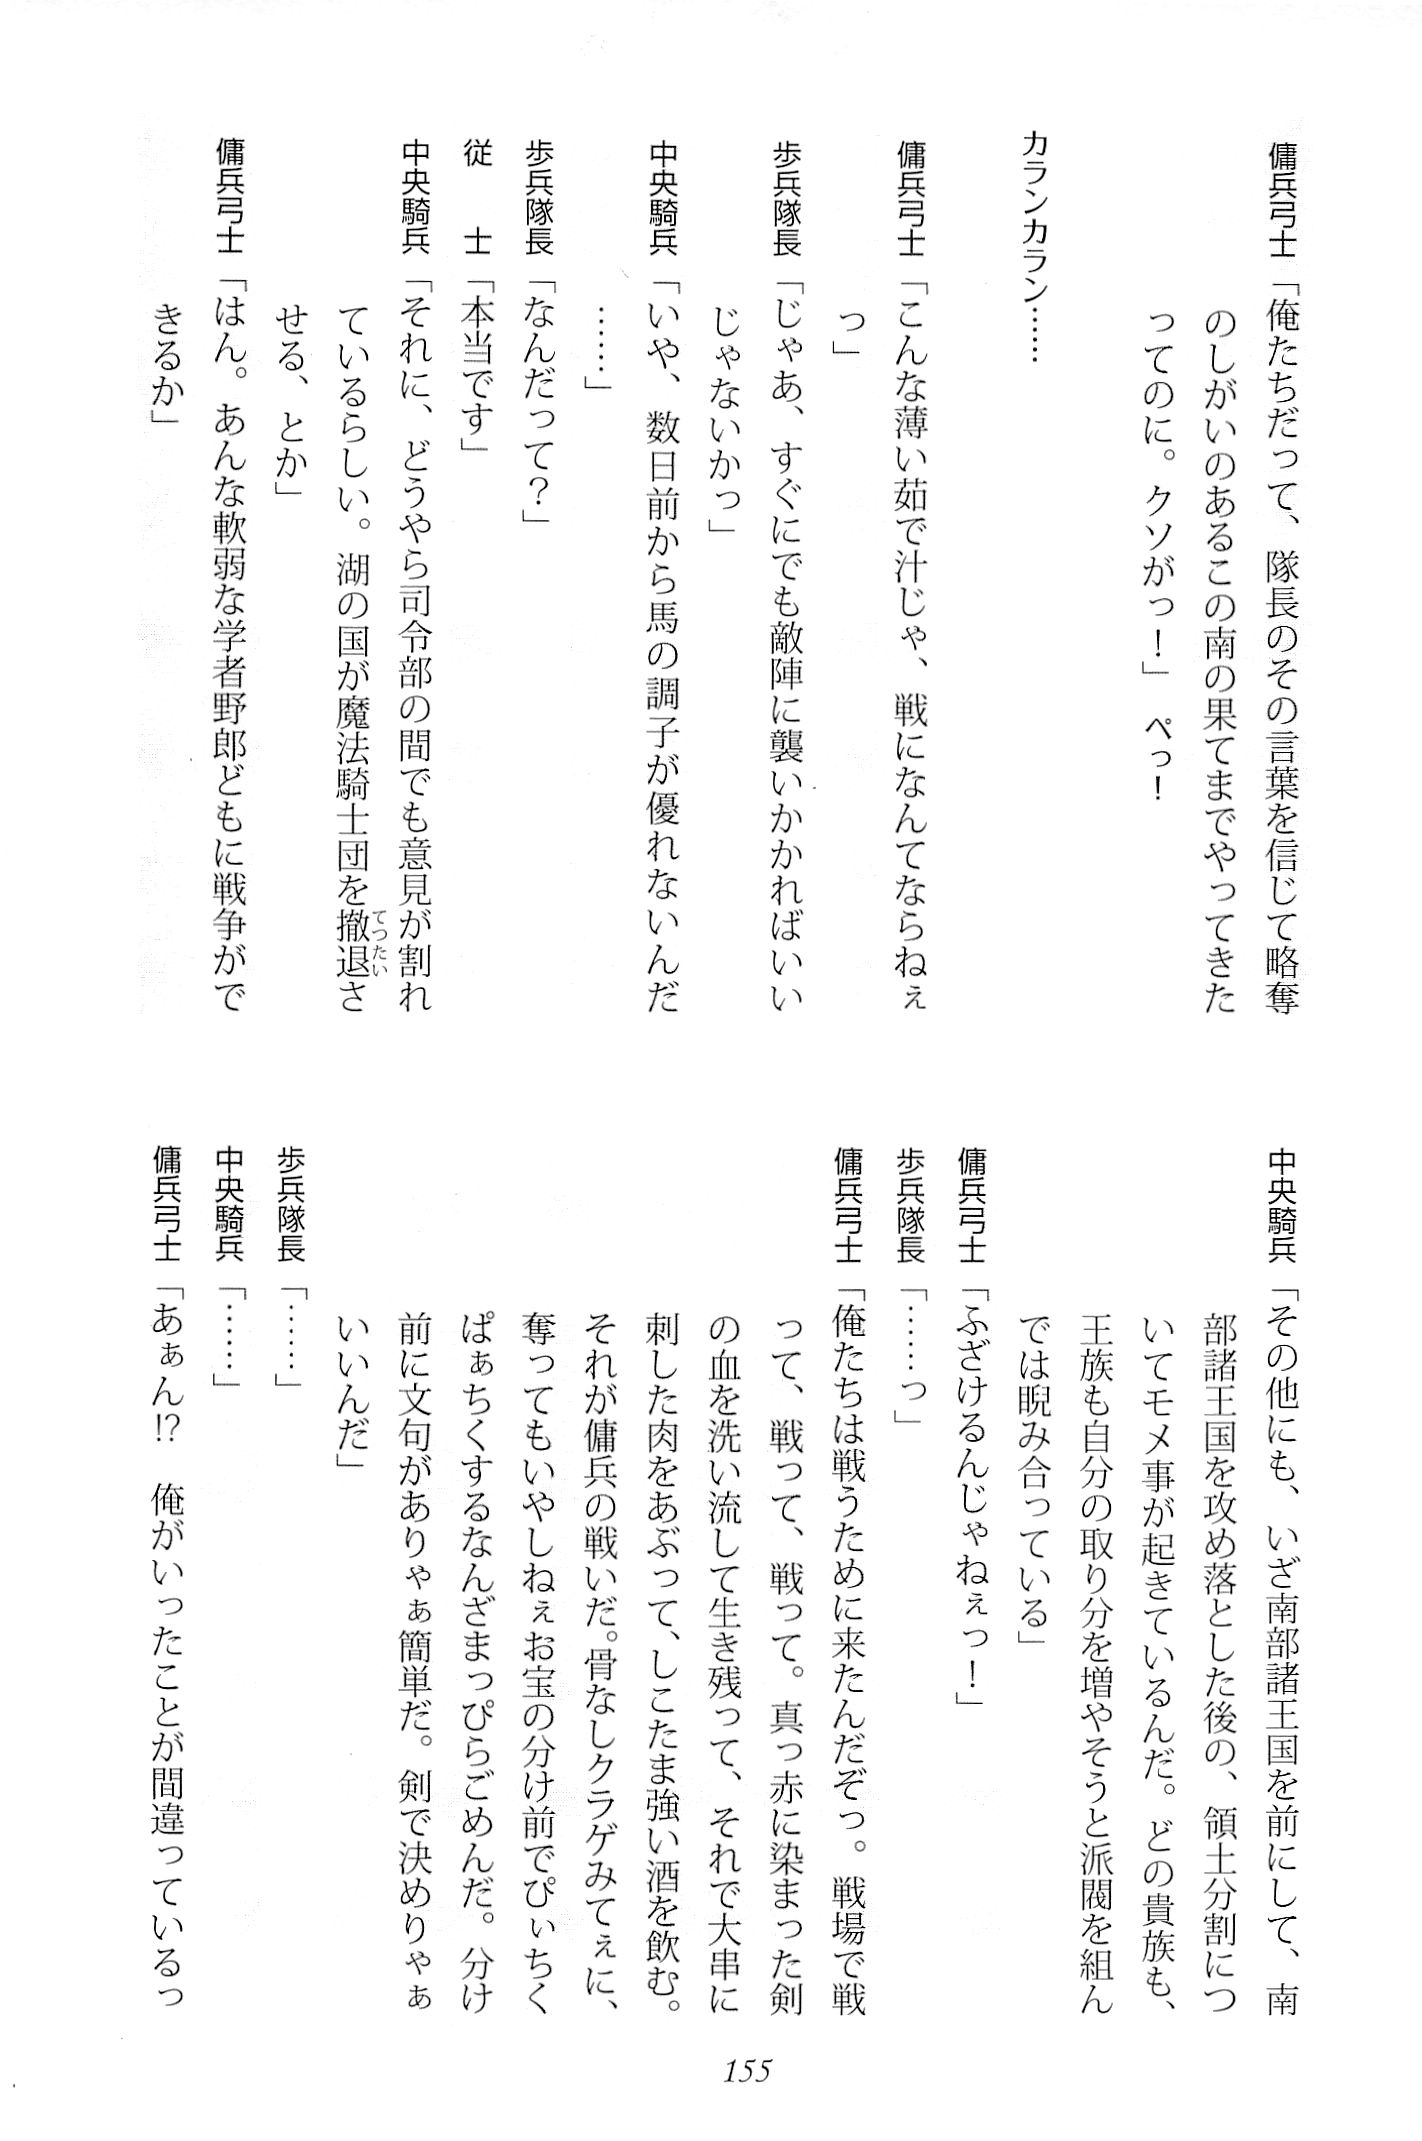 傭兵弓士「俺たちだって、隊長のその言葉を信じて略奪
のしがいのあるこの南の果てまでやってきた
ってのに。クソがっ！」　ぺっ！
カランカラン……
傭兵弓士「こんな薄い茹で汁じゃ、戦になんてならねぇ
っ」
歩兵隊長「じゃあ、すぐにでも敵陣に襲いかかればいい
じゃないかっ」
中央騎兵「いや、数日前から馬の調子が優れないんだ
……」
歩兵隊長「なんだって？」
従　　士「本当です」
中央騎兵「それに、どうやら司令部の間でも意見が割れ
ているらしい。湖の国が魔法騎士団を撤退さ
てつたい
せる、とか」
傭兵弓士「はん。あんな軟弱な学者野郎どもに戦争がで
きるか」
中央騎兵「その他にも、いざ南部諸王国を前にして、南
部諸王国を攻め落とした後の、領土分割につ
いてモメ事が起きているんだ。どの貴族も、
王族も自分の取り分を増やそうと派閥を組ん
では睨み合っている」
傭兵弓士「ふざけるんじゃねぇっ！」
歩兵隊長「……っ」
傭兵弓士「俺たちは戦うために来たんだぞっ。戦場で戦
って、戦って、戦って。真っ赤に染まった剣
の血を洗い流して生き残って、それで大串に
刺した肉をあぶって、しこたま強い酒を飲む。
それが傭兵の戦いだ。骨なしクラゲみてぇに、
奪ってもいやしねぇお宝の分け前でぴぃちく
ぱぁちくするなんざまっぴらごめんだ。分け
前に文句がありゃぁ簡単だ。剣で決めりゃぁ
いいんだ」
歩兵隊長「……」
中央騎兵「……」
傭兵弓士「あぁん!?　俺がいったことが間違っているっ
155